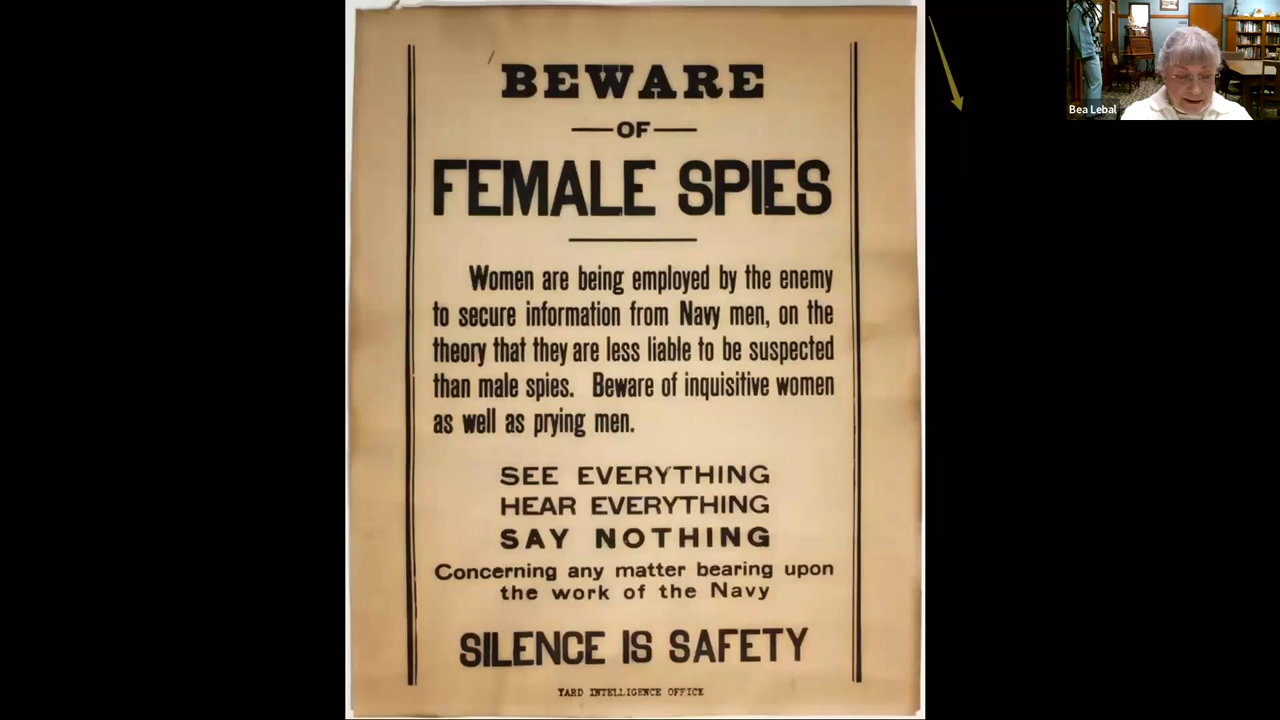 BEWARE
OF
FEMALE SPIES
Women are being employed by the enemy
to secure information from Navy men, on the
theory that they are less liable to be suspected
than male spies. Beware of inquisitive women
as well as prying men.
SEE EVERYTHING
HEAR EVERYTHING
SAY NOTHING
Concerning any matter bearing upon
the work of the Navy
SILENCE IS SAFETY
YARD INTELLIGENCE OFFICE
Bea Lebal